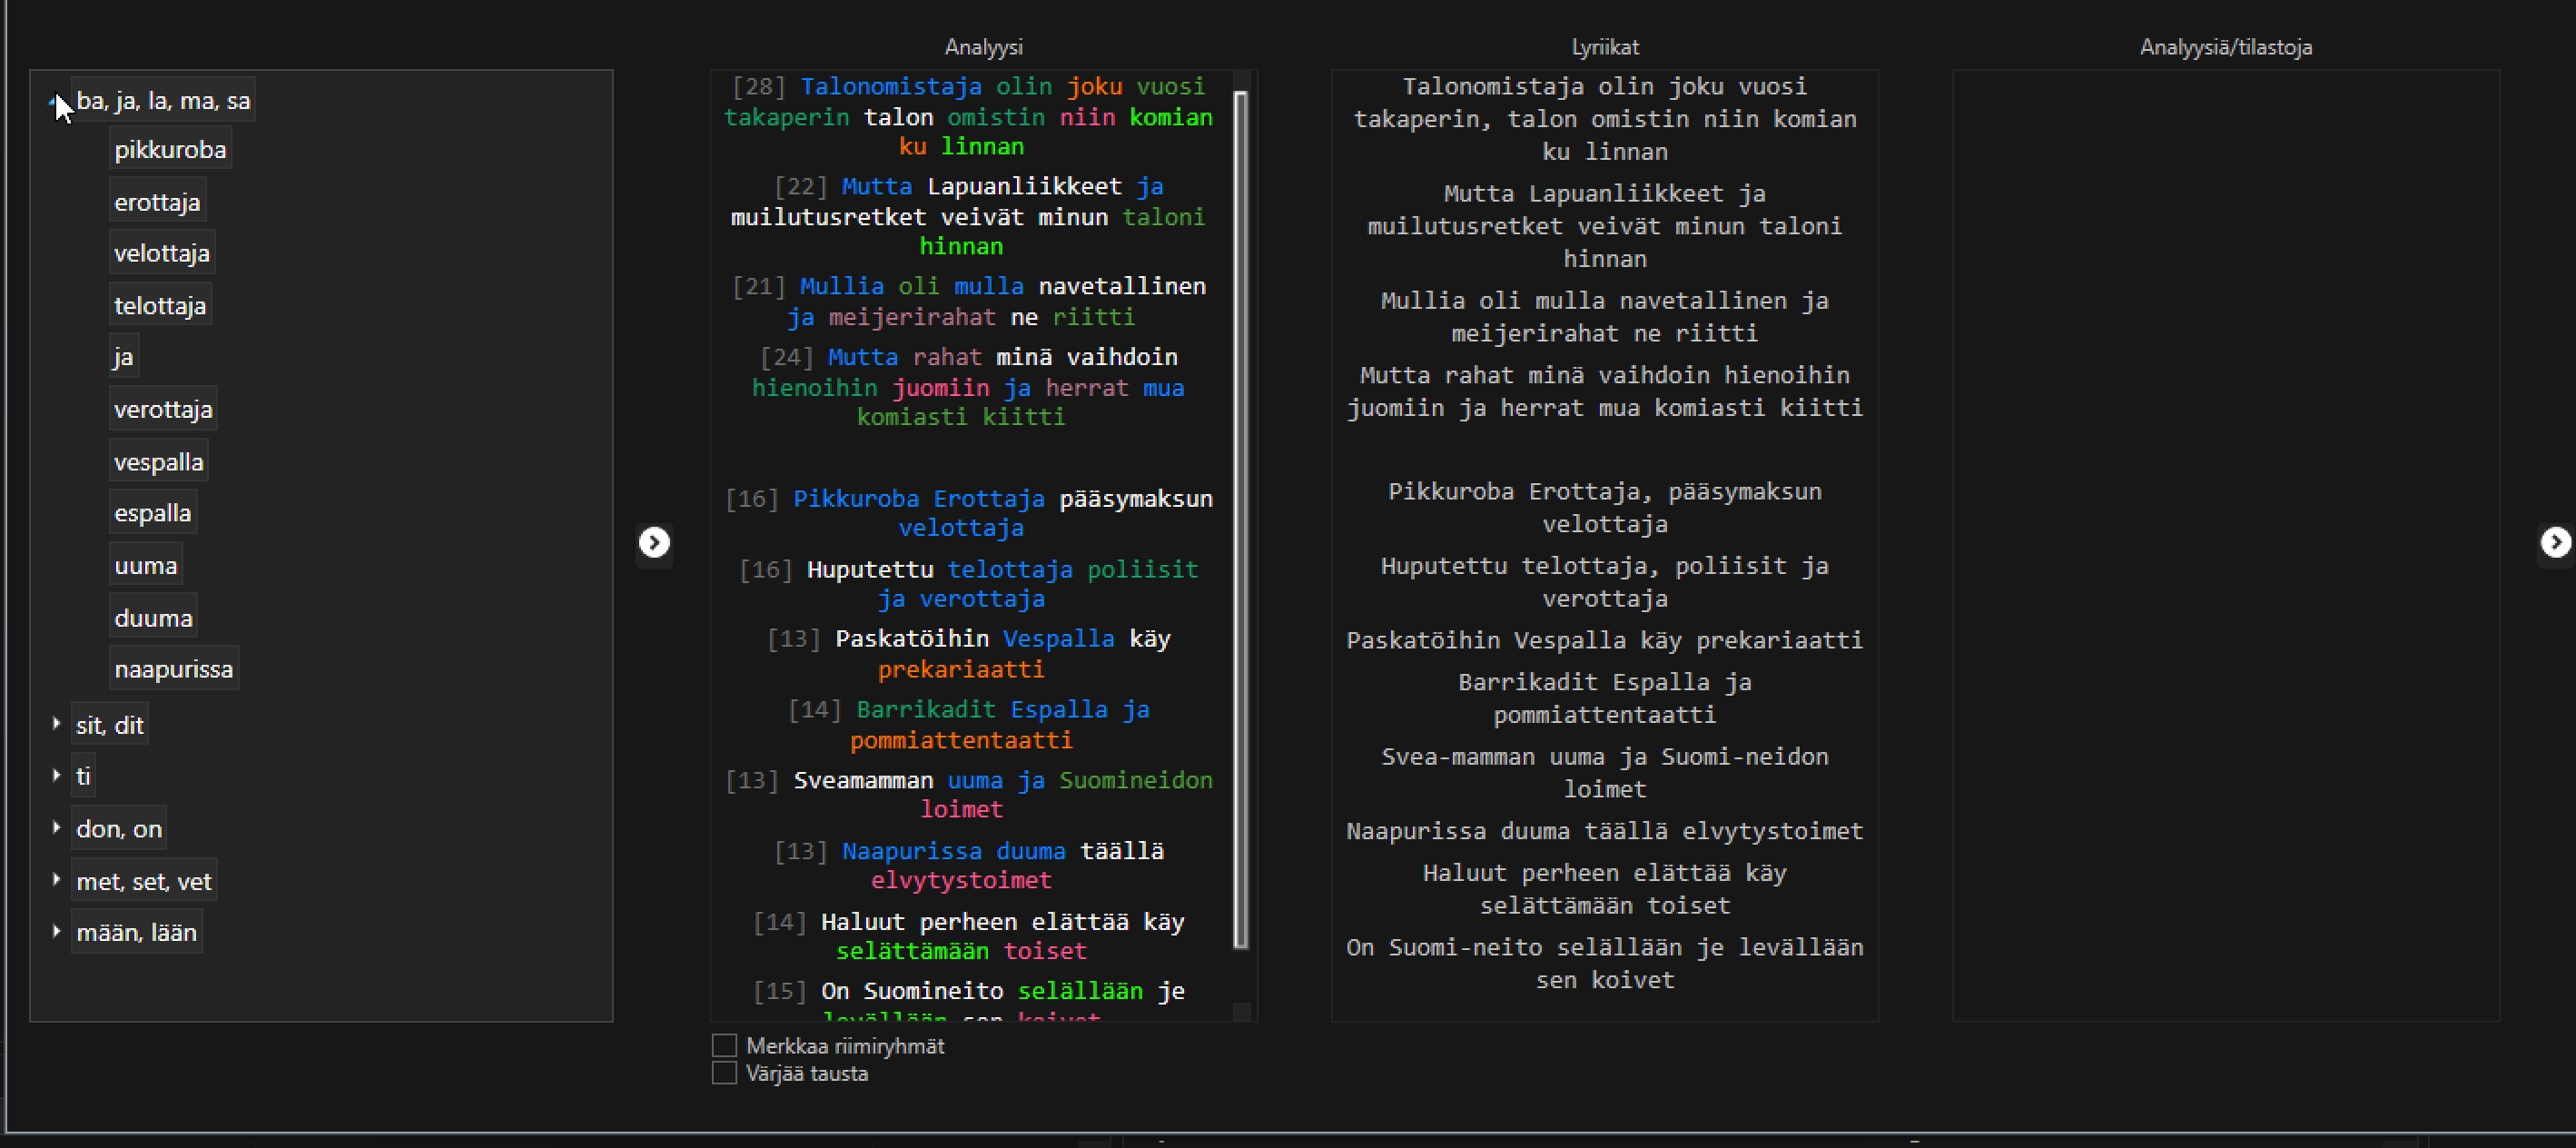 ba, ja, la, ma, sa
pikkuroba
erottaja
velottaja
telottaja
ja
verottaja
vespalla
espalla
uuma
duuma
naapurissa
sit, dit
ti
don, on
met, set, vet
mään, lään
Analyysi
[28] Talonomistaja olin joku vuosi
takaperin talon omistin niin komian
ku linnan
[22] Mutta Lapuanliikkeet ja
muilutusretket veivät minun taloni
hinnan
[21] Mullia oli mulla navetallinen
ja meijerirahat ne riitti
[24] Mutta rahat minä vaihdoin
hienoihin juomiin ja herrat mua
komiasti kiitti
[16] Pikkuroba Erottaja pääsymaksun
velottaja
[16] Huputettu telottaja poliisit
ja verottaja
[13] Paskatöihin Vespalla käy
prekariaatti
[14] Barrikadit Espalla ja
pommiattentaatti
[13] Sveamamman uuma ja Suomineidon
loimet
[13] Naapurissa duuma täällä
elvytystoimet
[14] Haluut perheen elättää käy
selättämään toiset
[15] On Suomineito selällään je
levällään sen koivet
Merkkaa riimiryhmät
Värjää tausta
Lyriikat
Talonomistaja olin joku vuosi
takaperin, talon omistin niin komian
ku linnan
Mutta Lapuanliikkeet ja
muilutusretket veivät minun taloni
hinnan
Mullia oli mulla navetallinen ja
meijerirahat ne riitti
Mutta rahat minä vaihdoin hienoihin
juomiin ja herrat mua komiasti kiitti
Pikkuroba Erottaja, pääsymaksun
velottaja
Huputettu telottaja, poliisit ja
verottaja
Paskatöihin Vespalla käy prekariaatti
Barrikadit Espalla ja
pommiattentaatti
Svea-mamman uuma ja Suomi-neidon
loimet
Naapurissa duuma täällä elvytystoimet
Haluut perheen elättää käy
selättämään toiset
On Suomi-neito selällään je levällään
sen koivet
Analyysiä/tilastoja